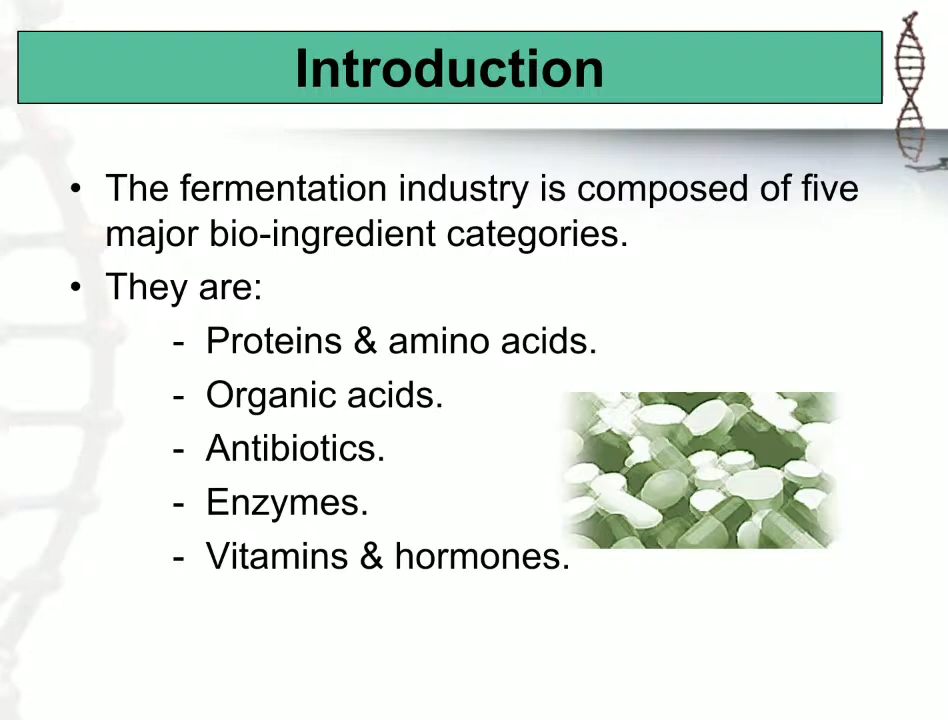 Introduction
• The fermentation industry is composed of five
major bio-ingredient categories.
• They are:
- Proteins & amino acids.
- Organic acids.
- Antibiotics.
- Enzymes.
- Vitamins & hormones.